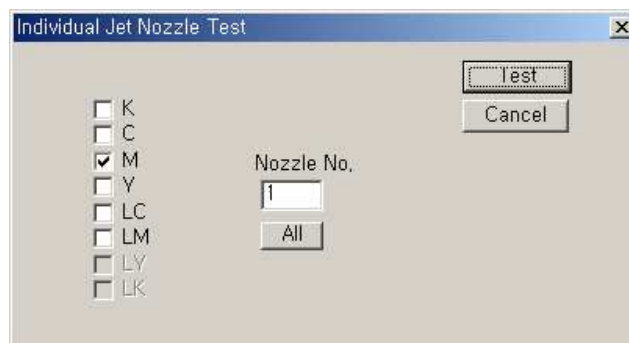 Individual Jet Nozzle Test
Test
Cancel
K
C
M
Y
LC
LM
LY
LK
Nozzle No.
1
All